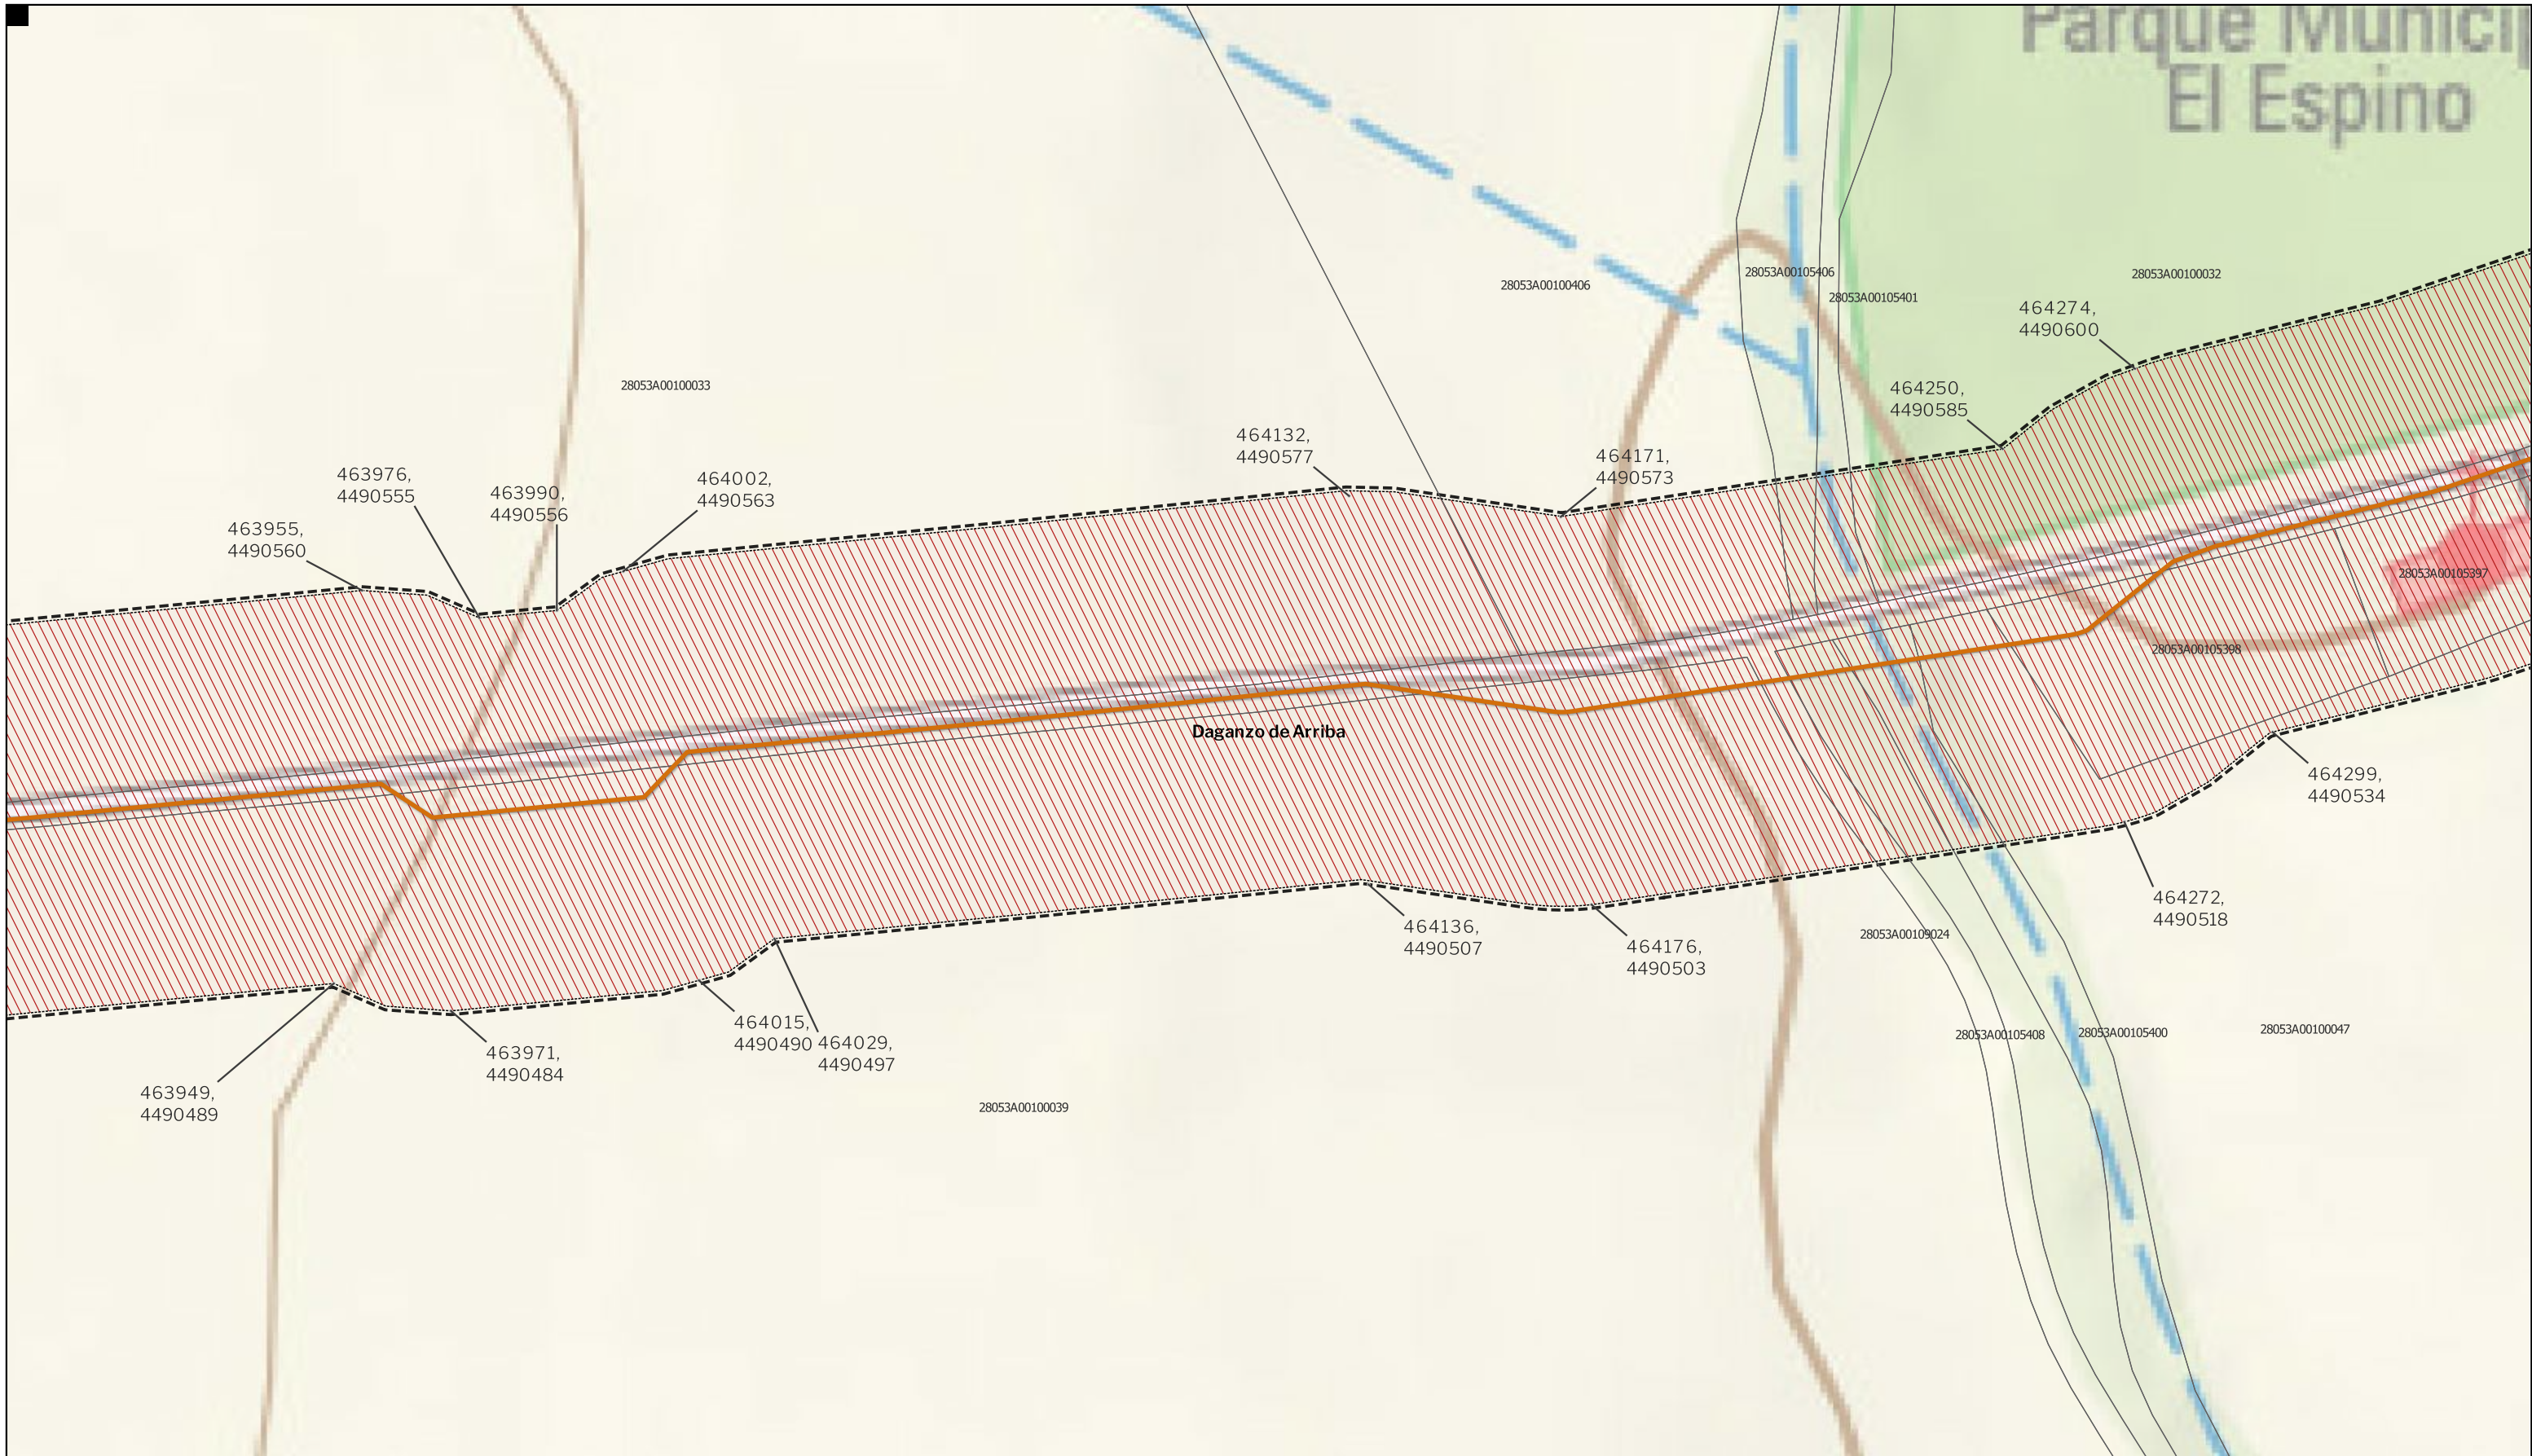 Parque Municip
El Espino
28053A00105406
28053A00100032
28053A00100406
28053A00105401
464274,
4490600
28053A00100033
464250,
4490585
464132,
4490577
464171,
4490573
463976,
4490555
463990,
4490556
464002,
4490563
463955,
4490560
28053A00105397
28053A00105398
Daganzo de Arriba
464299,
4490534
464272,
4490518
464136,
4490507
464176,
4490503
28053A00109024
464015,
4490490
464029,
4490497
28053A00105408
28053A00105400
28053A00100047
463971,
4490484
463949,
4490489
28053A00100039